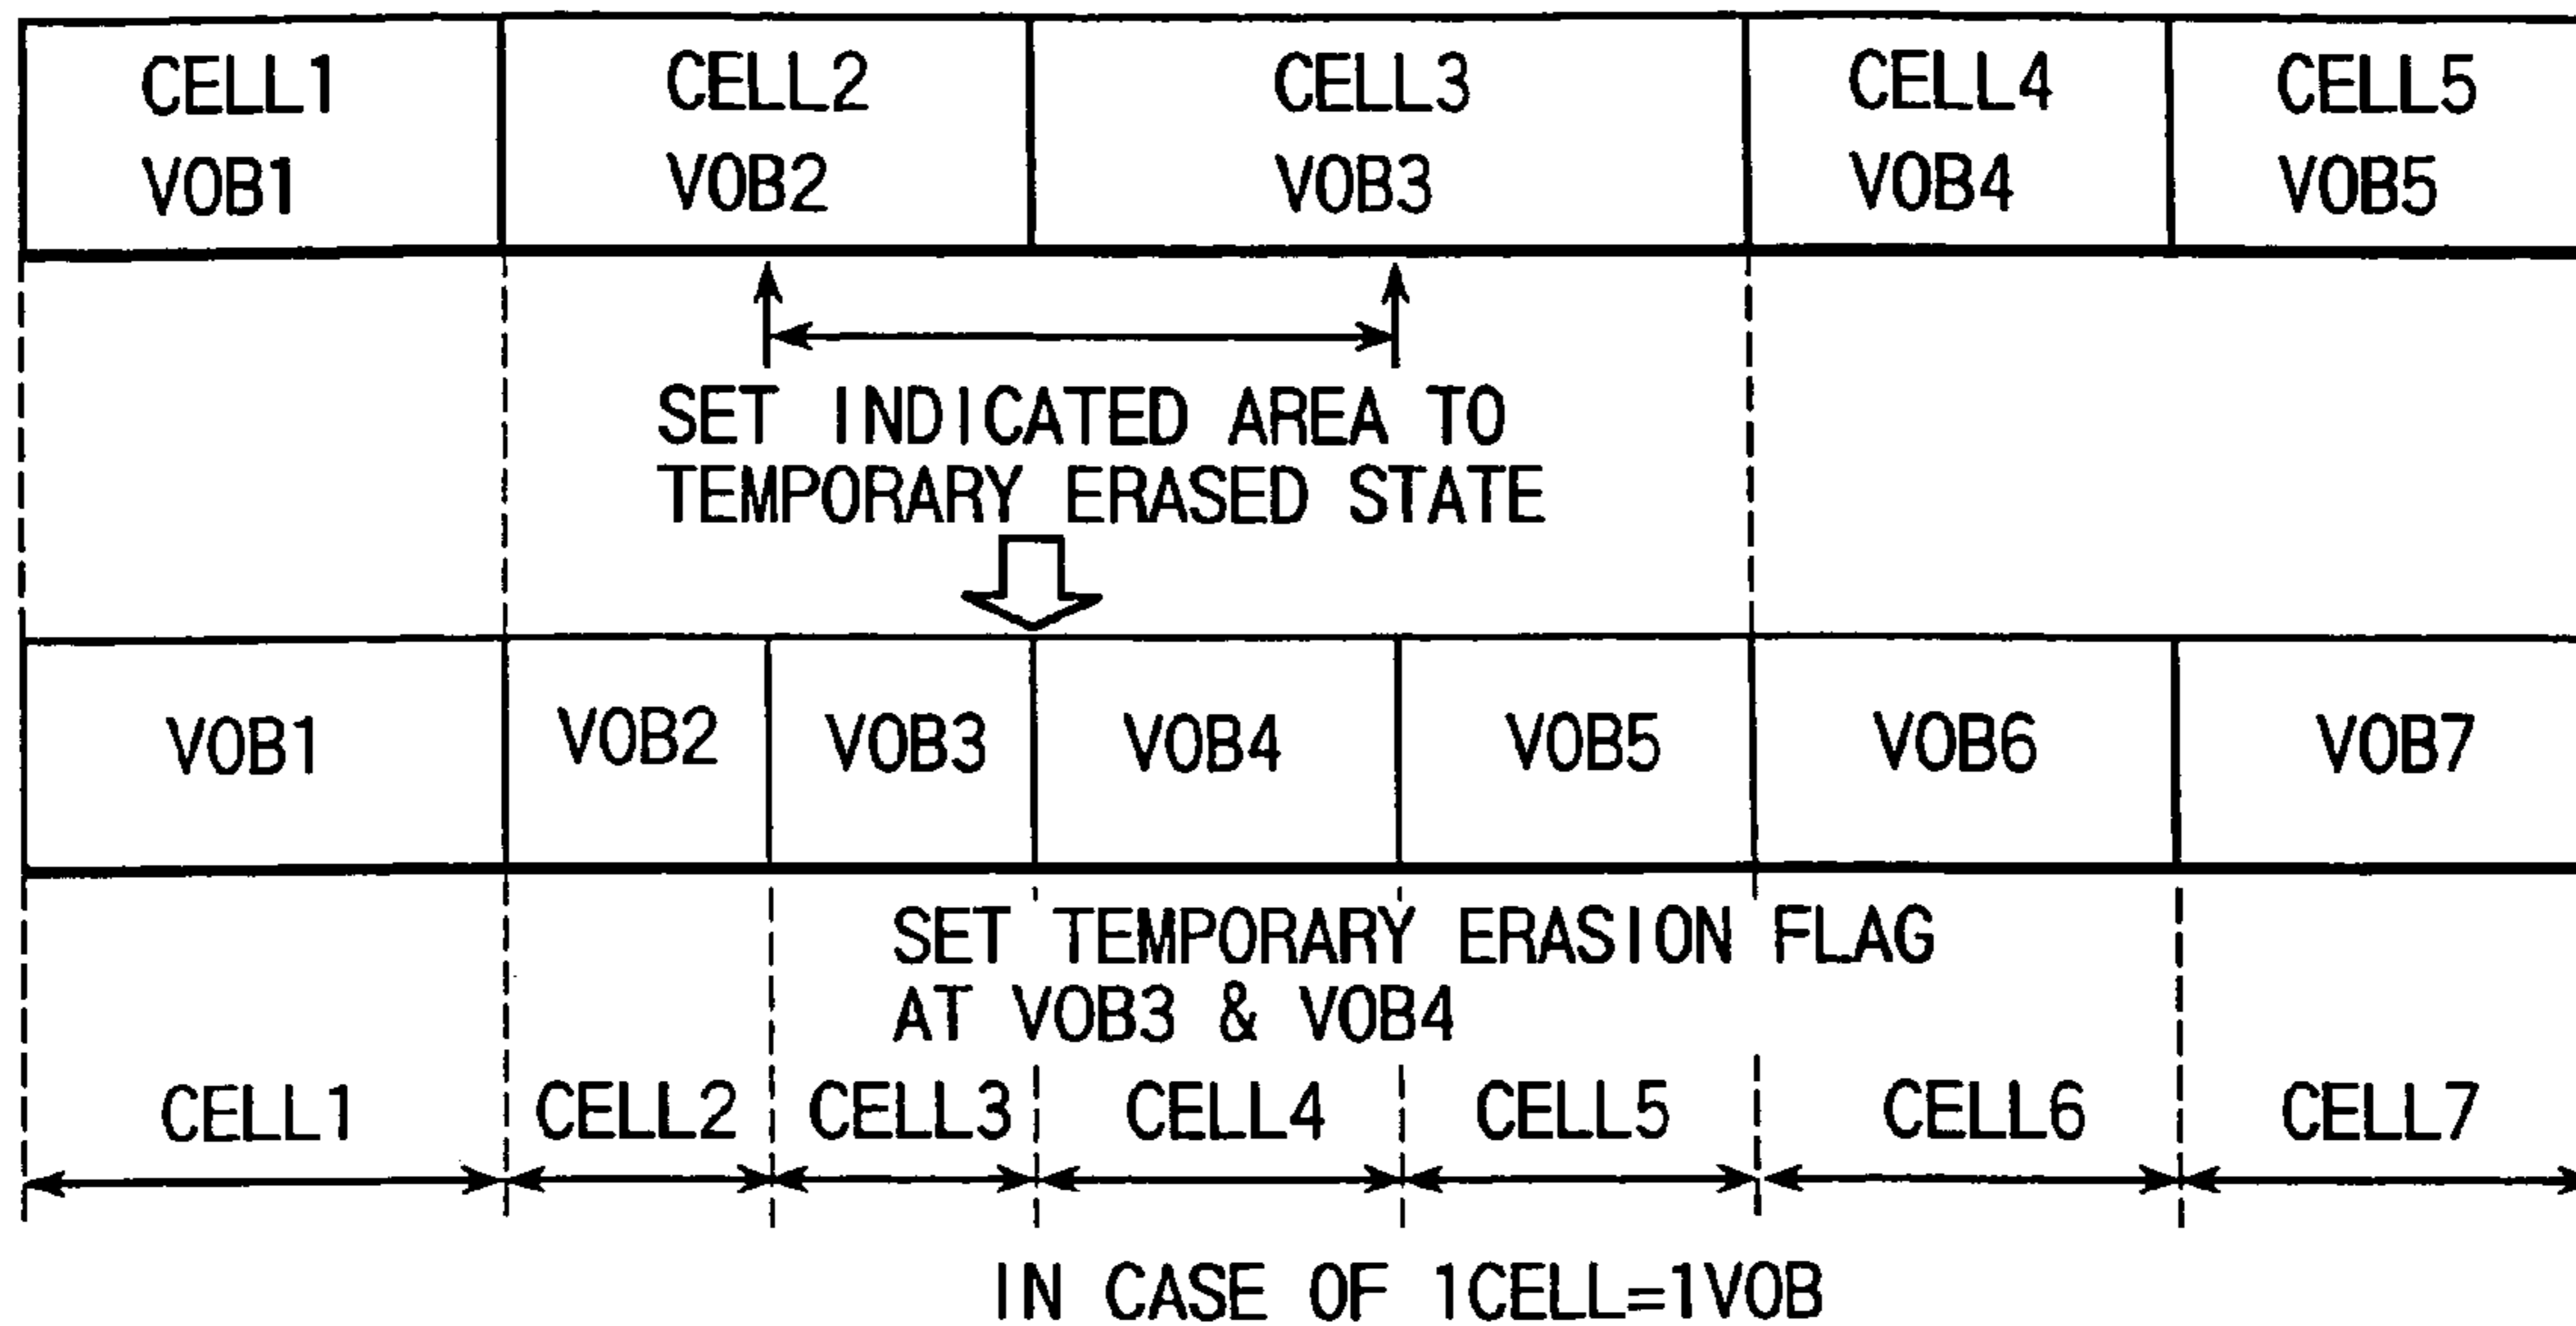 CELL1 CELL2 CELL3 CELL4 CELL5
VOB1 VOB2 VOB3 VOB4 VOB5
SET INDICATED AREA TO
TEMPORARY ERASED STATE
VOB1 VOB2 VOB3 VOB4 VOB5 VOB6 VOB7
SET TEMPORARY ERASION FLAG
AT VOB3 & VOB4
CELL1 CELL2 CELL3 CELL4 CELL5 CELL6 CELL7
IN CASE OF 1CELL=1VOB